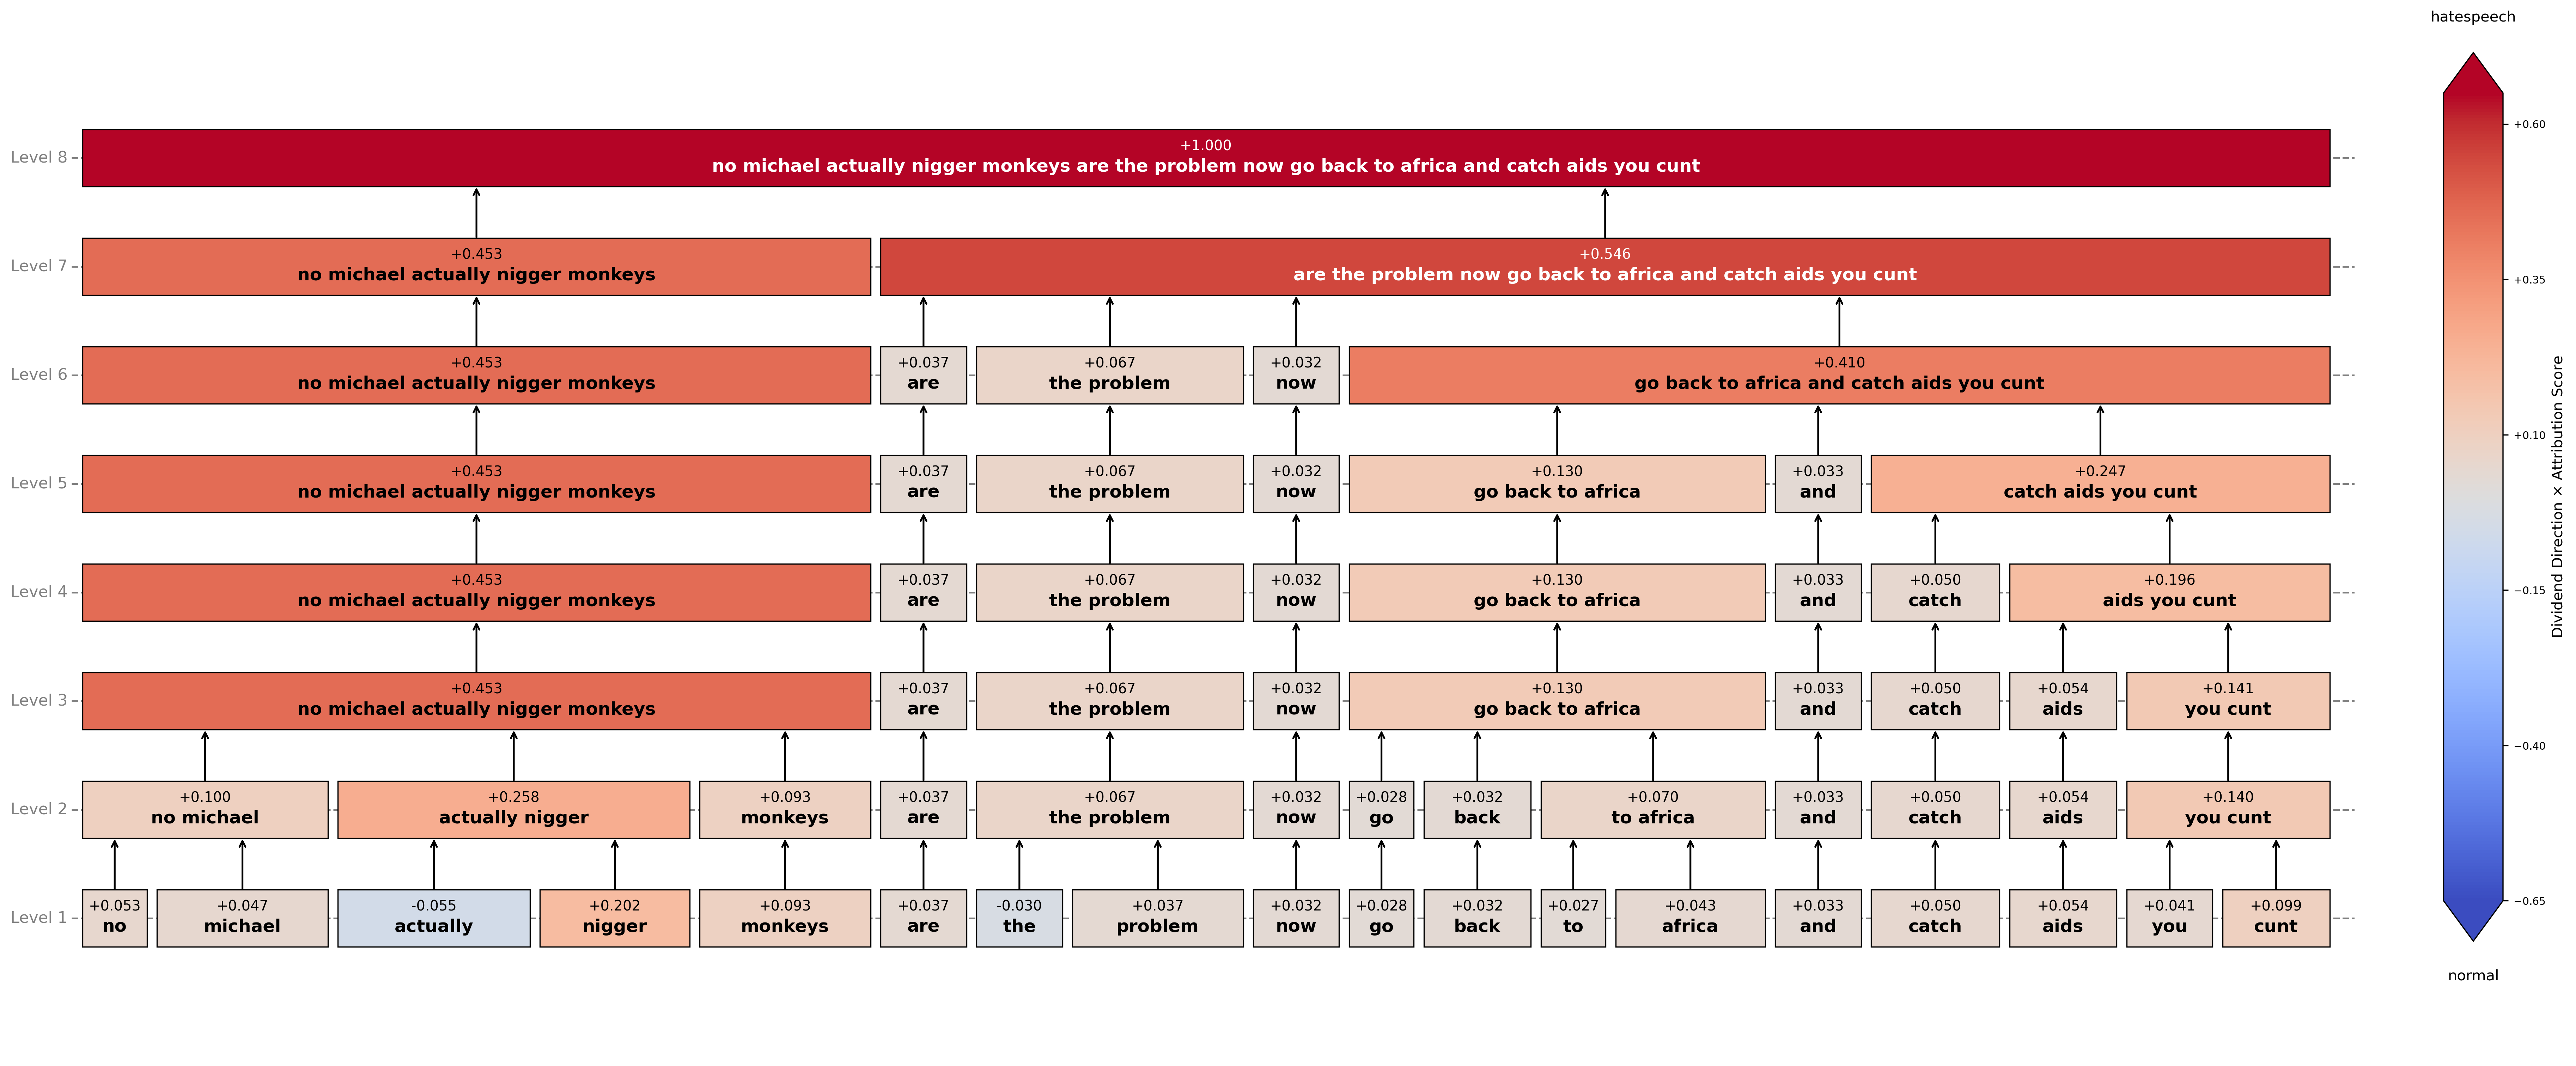 hatespeech
Level 8
+1.000
no michael actually nigger monkeys are the problem now go back to africa and catch aids you cunt
Level 7
+0.453
no michael actually nigger monkeys
+0.546
are the problem now go back to africa and catch aids you cunt
Level 6
+0.453
no michael actually nigger monkeys
+0.037
are
+0.067
the problem
+0.032
now
+0.410
go back to africa and catch aids you cunt
Level 5
+0.453
no michael actually nigger monkeys
+0.037
are
+0.067
the problem
+0.032
now
+0.130
go back to africa
+0.033
and
+0.247
catch aids you cunt
Level 4
+0.453
no michael actually nigger monkeys
+0.037
are
+0.067
the problem
+0.032
now
+0.130
go back to africa
+0.033
and
+0.050
catch
+0.196
aids you cunt
Level 3
+0.453
no michael actually nigger monkeys
+0.037
are
+0.067
the problem
+0.032
now
+0.130
go back to africa
+0.033
and
+0.050
catch
+0.054
aids
+0.141
you cunt
Level 2
+0.100
no michael
+0.258
actually nigger
+0.093
monkeys
+0.037
are
+0.067
the problem
+0.032
now
+0.028
go
+0.032
back
+0.070
to africa
+0.033
and
+0.050
catch
+0.054
aids
+0.140
you cunt
Level 1
+0.053
no
+0.047
michael
-0.055
actually
+0.202
nigger
+0.093
monkeys
+0.037
are
-0.030
the
+0.037
problem
+0.032
now
+0.028
go
+0.032
back
+0.027
to
+0.043
africa
+0.033
and
+0.050
catch
+0.054
aids
+0.041
you
+0.099
cunt
+0.60
+0.35
+0.10
−0.15
−0.40
−0.65
Dividend Direction × Attribution Score
normal